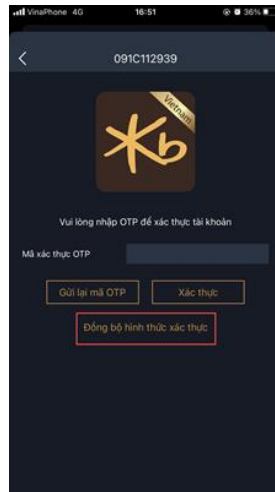 VinaPhone 4G 16:51 36%
091C112939
Vietnam
Kb
Vui lòng nhập OTP để xác thực tài khoản
Mã xác thực OTP
Gửi lại mã OTP Xác thực
Đồng bộ hình thức xác thực